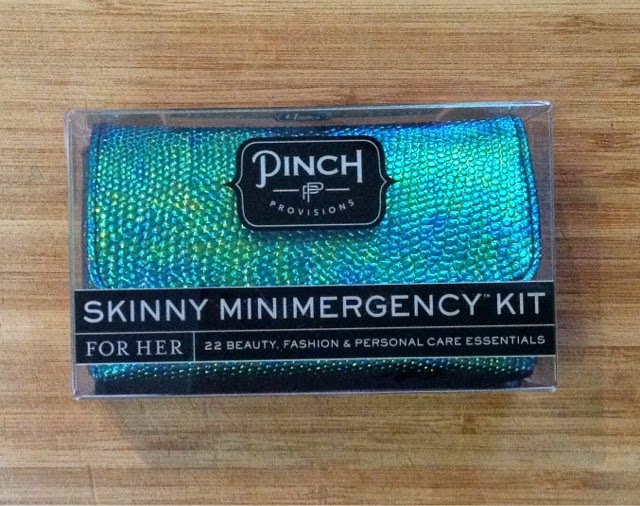 PINCH
PP
PROVISIONS
SKINNY MINIMERGENCY™ KIT
FOR HER
22 BEAUTY, FASHION & PERSONAL CARE ESSENTIALS